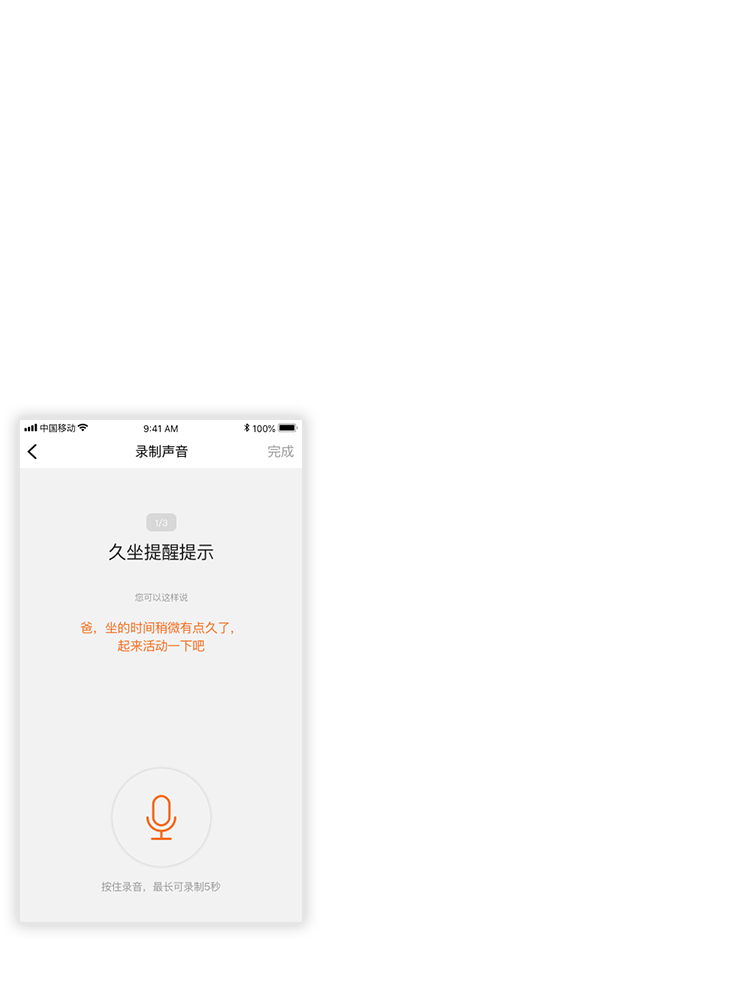 中国移动 9:41 AM 100%
录制声音 完成
1/3
久坐提醒提示
您可以这样说
爸，坐的时间稍微有点久了，
起来活动一下吧
按住录音，最长可录制5秒